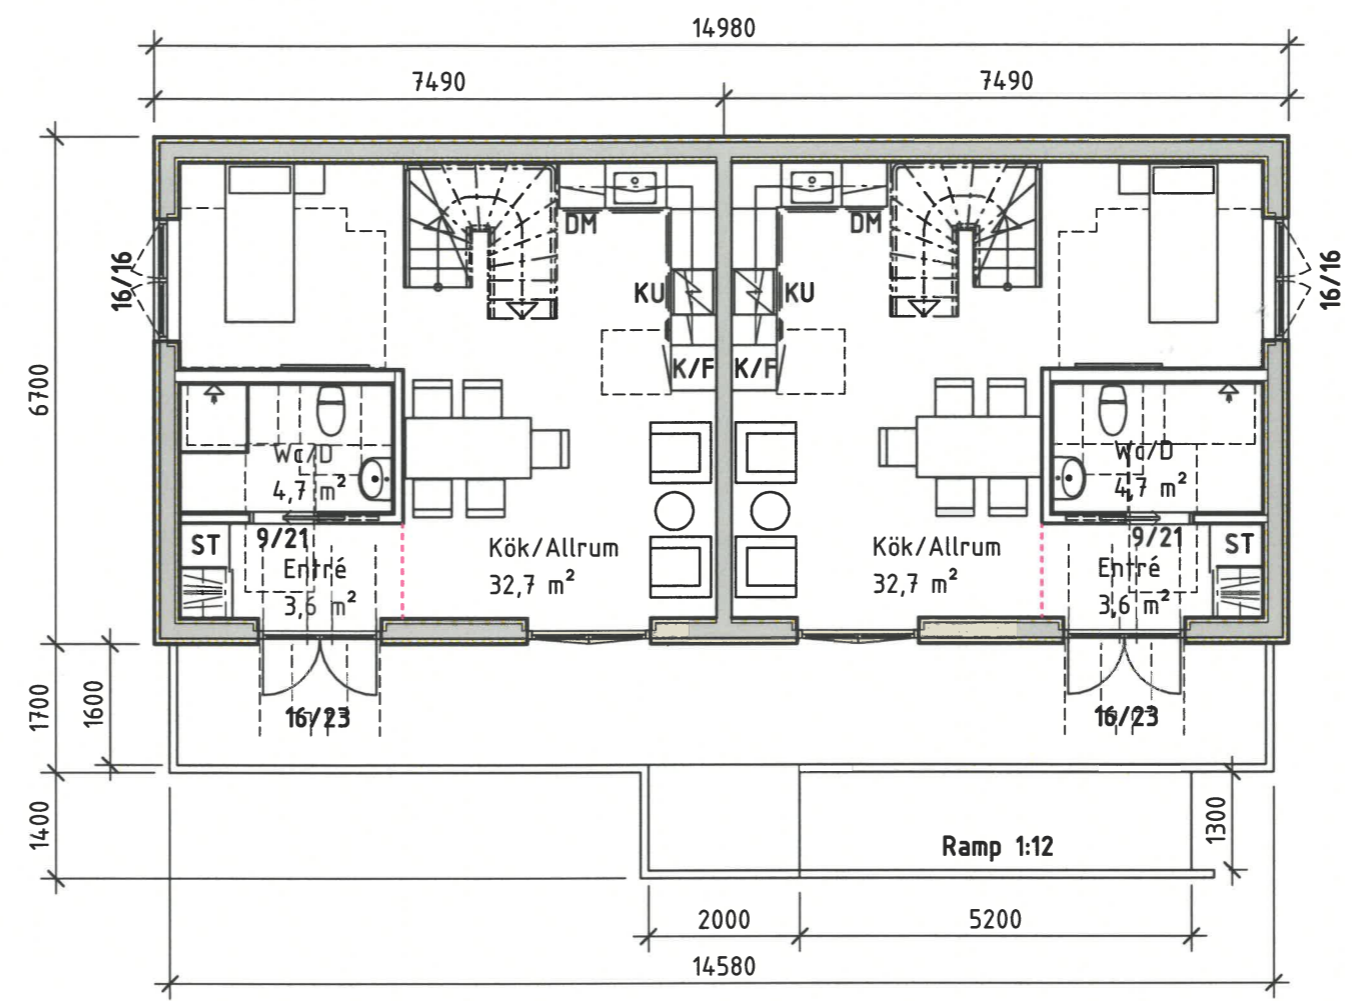 14980
7490
7490
6700
16/16
16/16
DM
DM
KU
KU
K/F
K/F
Wc/D
4,7 m²
Wc/D
4,7 m²
ST
9/21
Entré
3,6 m²
Kök/Allrum
32,7 m²
Kök/Allrum
32,7 m²
9/21
ST
Entré
3,6 m²
16/23
16/23
1700
1600
1400
1300
Ramp 1:12
2000
5200
14580